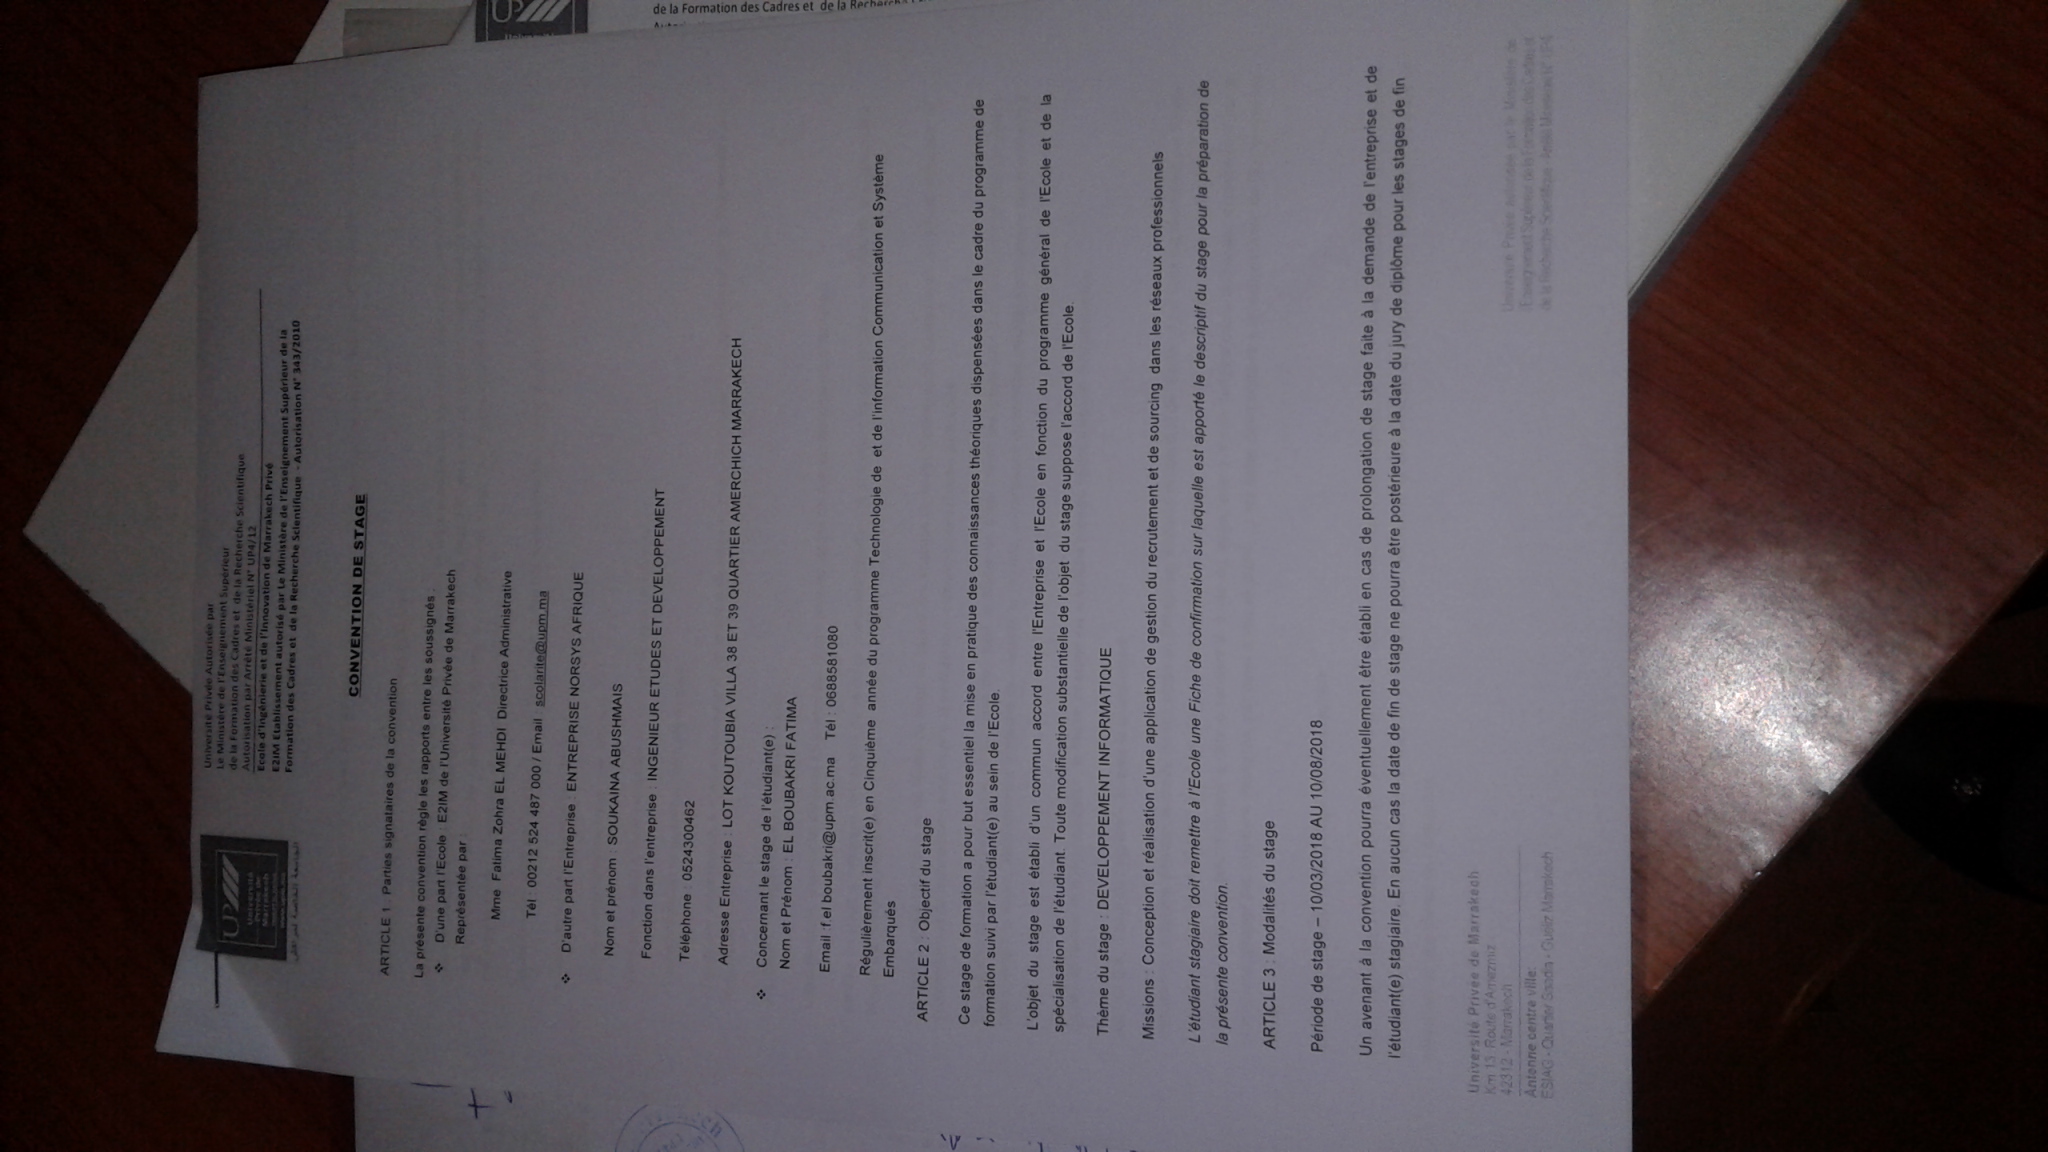 UPM
Université
Privée de
Marrakech
www.upm.ma
Université Privée Autorisée par
Le Ministère de l'Enseignement Supérieur
de la Formation des Cadres et de la Recherche Scientifique
Autorisation par Arrêté Ministériel N° UP4/12
Ecole d'Ingénierie et de l'Innovation de Marrakech Privé
E2IM Etablissement autorisé par Le Ministère de l'Enseignement Supérieur de la
Formation des Cadres et de la Recherche Scientifique - Autorisation N° 343/2010
CONVENTION DE STAGE
ARTICLE 1 : Parties signataires de la convention
La présente convention règle les rapports entre les soussignés :
❖ D'une part l'Ecole : E2IM de l'Université Privée de Marrakech
Représentée par :
Mme Fatima Zohra EL MEHDI Directrice Administrative
Tél : 00212 524 487 000 / Email : scolarite@upm.ma
❖ D'autre part l'Entreprise : ENTREPRISE NORSYS AFRIQUE
Nom et prénom : SOUKAINA ABUSHMAIS
Fonction dans l'entreprise : INGENIEUR ETUDES ET DEVELOPPEMENT
Téléphone : 0524300462
Adresse Entreprise : LOT KOUTOUBIA VILLA 38 ET 39 QUARTIER AMERCHICH MARRAKECH
❖ Concernant le stage de l'étudiant(e) :
Nom et Prénom : EL BOUBAKRI FATIMA
Email :f.el boubakri@upm.ac.ma Tél : 0688581080
Régulièrement inscrit(e) en Cinquième année du programme Technologie de et de l'information Communication et Système
Embarqués
ARTICLE 2 : Objectif du stage
Ce stage de formation a pour but essentiel la mise en pratique des connaissances théoriques dispensées dans le cadre du programme de
formation suivi par l'étudiant(e) au sein de l'Ecole.
L'objet du stage est établi d'un commun accord entre l'Entreprise et l'Ecole en fonction du programme général de l'Ecole et de la
spécialisation de l'étudiant. Toute modification substantielle de l'objet du stage suppose l'accord de l'Ecole.
Thème du stage : DEVELOPPEMENT INFORMATIQUE
Missions : Conception et réalisation d'une application de gestion du recrutement et de sourcing dans les réseaux professionnels
L'étudiant stagiaire doit remettre à l'Ecole une Fiche de confirmation sur laquelle est apporté le descriptif du stage pour la préparation de
la présente convention.
ARTICLE 3 : Modalités du stage
Période de stage – 10/03/2018 AU 10/08/2018
Un avenant à la convention pourra éventuellement être établi en cas de prolongation de stage faite à la demande de l'entreprise et de
l'étudiant(e) stagiaire. En aucun cas la date de fin de stage ne pourra être postérieure à la date du jury de diplôme pour les stages de fin
Université Privée de Marrakech
Km 13, Route d'Amezmiz
42312 - Marrakech
Antenne centre ville:
ESIAG - Quartier Saadia - Gueliz Marrakech
Université Privée autorisée par le Ministère de
l'Enseignement Supérieur de la Formation des Cadres et
de la Recherche Scientifique - Arrêté Ministériel N° UP4
de la Formation des Cadres et de la Recherche